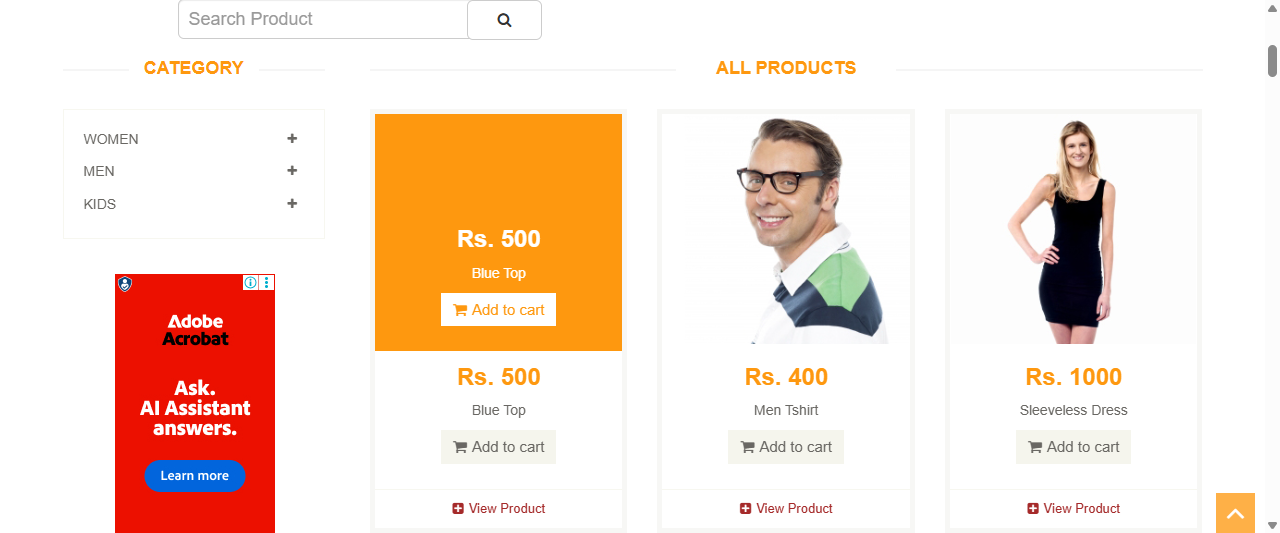 Search Product
CATEGORY
ALL PRODUCTS
WOMEN
MEN
KIDS
Adobe
Acrobat
Ask.
AI Assistant
answers.
Learn more
Rs. 500
Blue Top
Add to cart
Rs. 500
Blue Top
Add to cart
View Product
Rs. 400
Men Tshirt
Add to cart
View Product
Rs. 1000
Sleeveless Dress
Add to cart
View Product